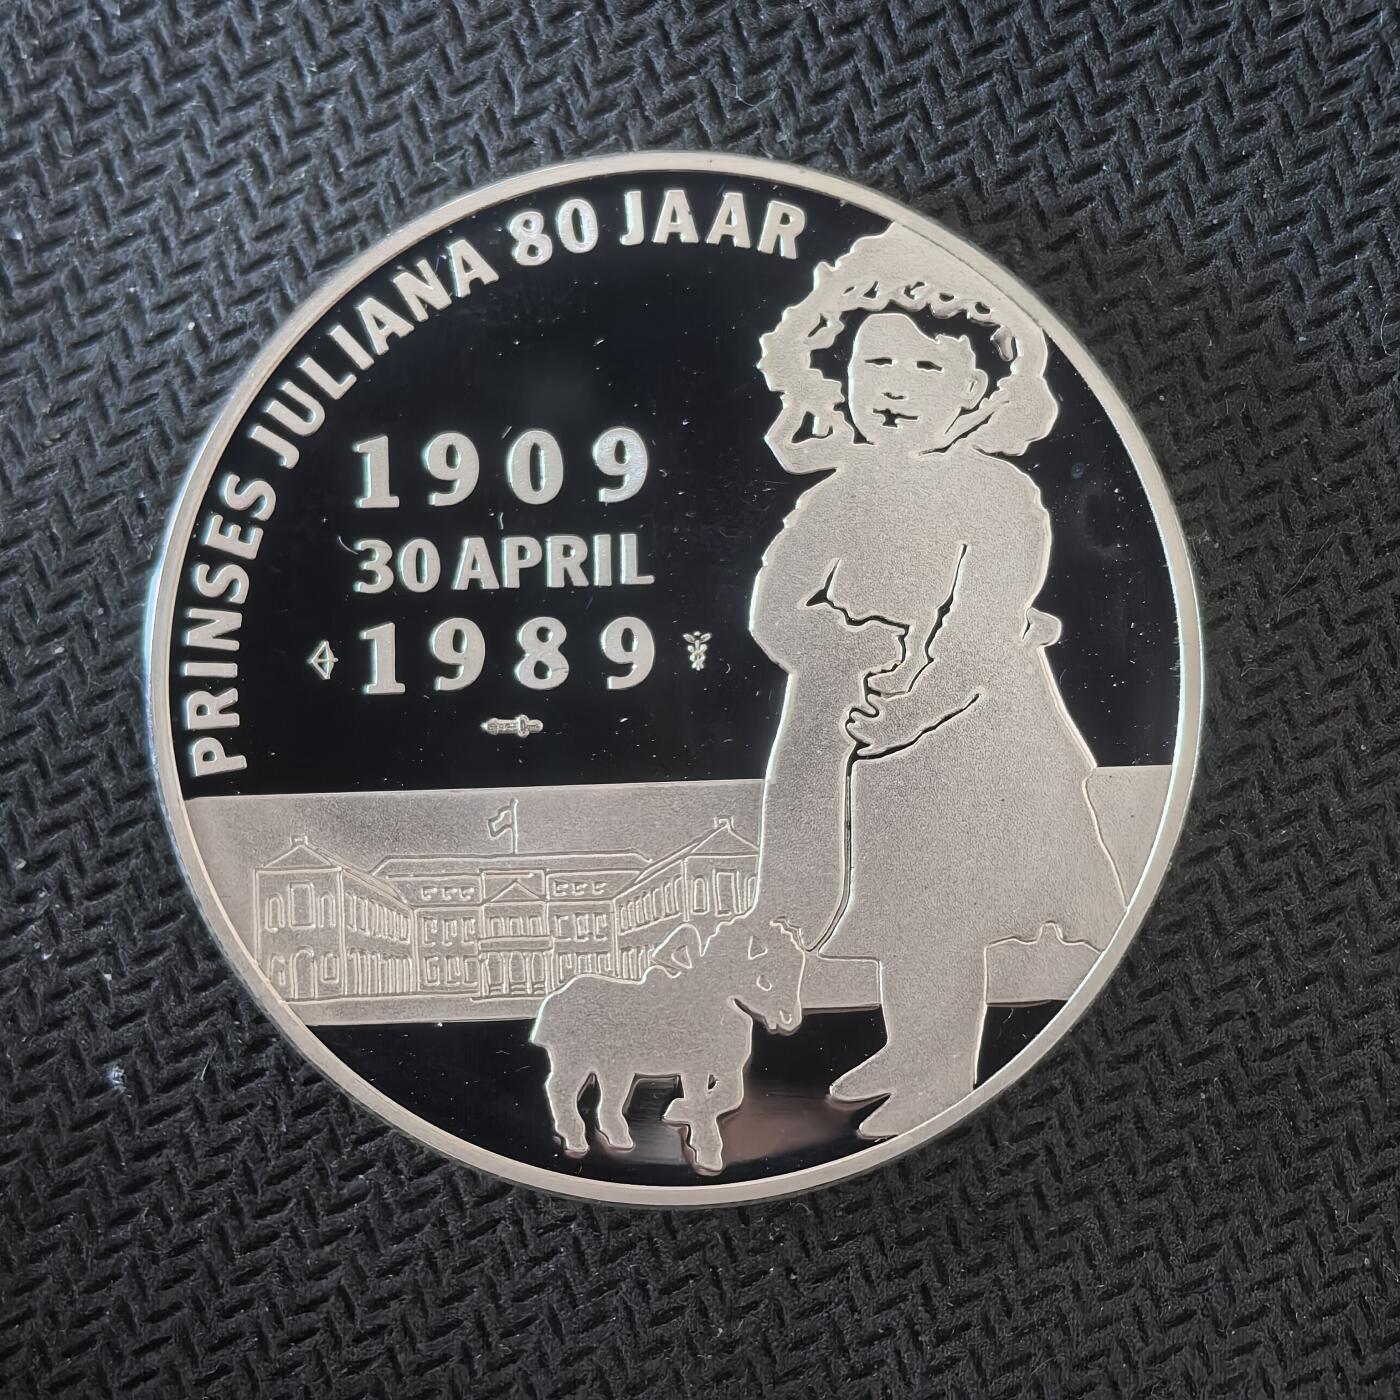 PRINSES JULIANA 80 JAAR
1909
30 APRIL
1989